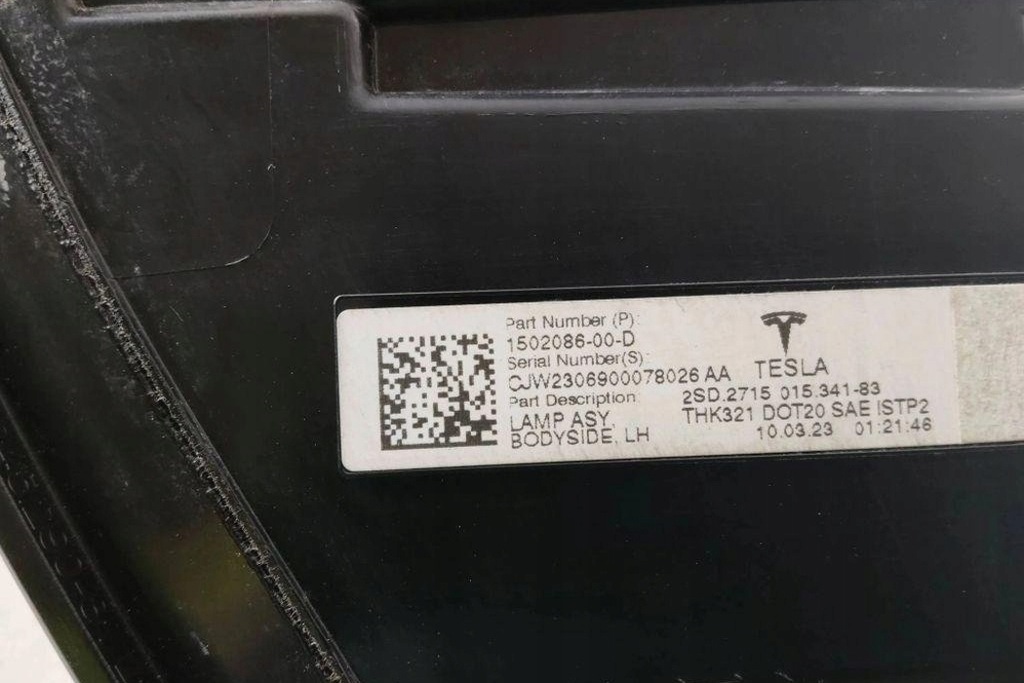 Part Number (P):
1502086-00-D
Serial Number(S):
CJW2306900078026 AA
Part Description:
LAMP ASY,
BODYSIDE, LH
TESLA
2SD.2715 015.341-83
THK321 DOT20 SAE ISTP2
10.03.23 01:21:46